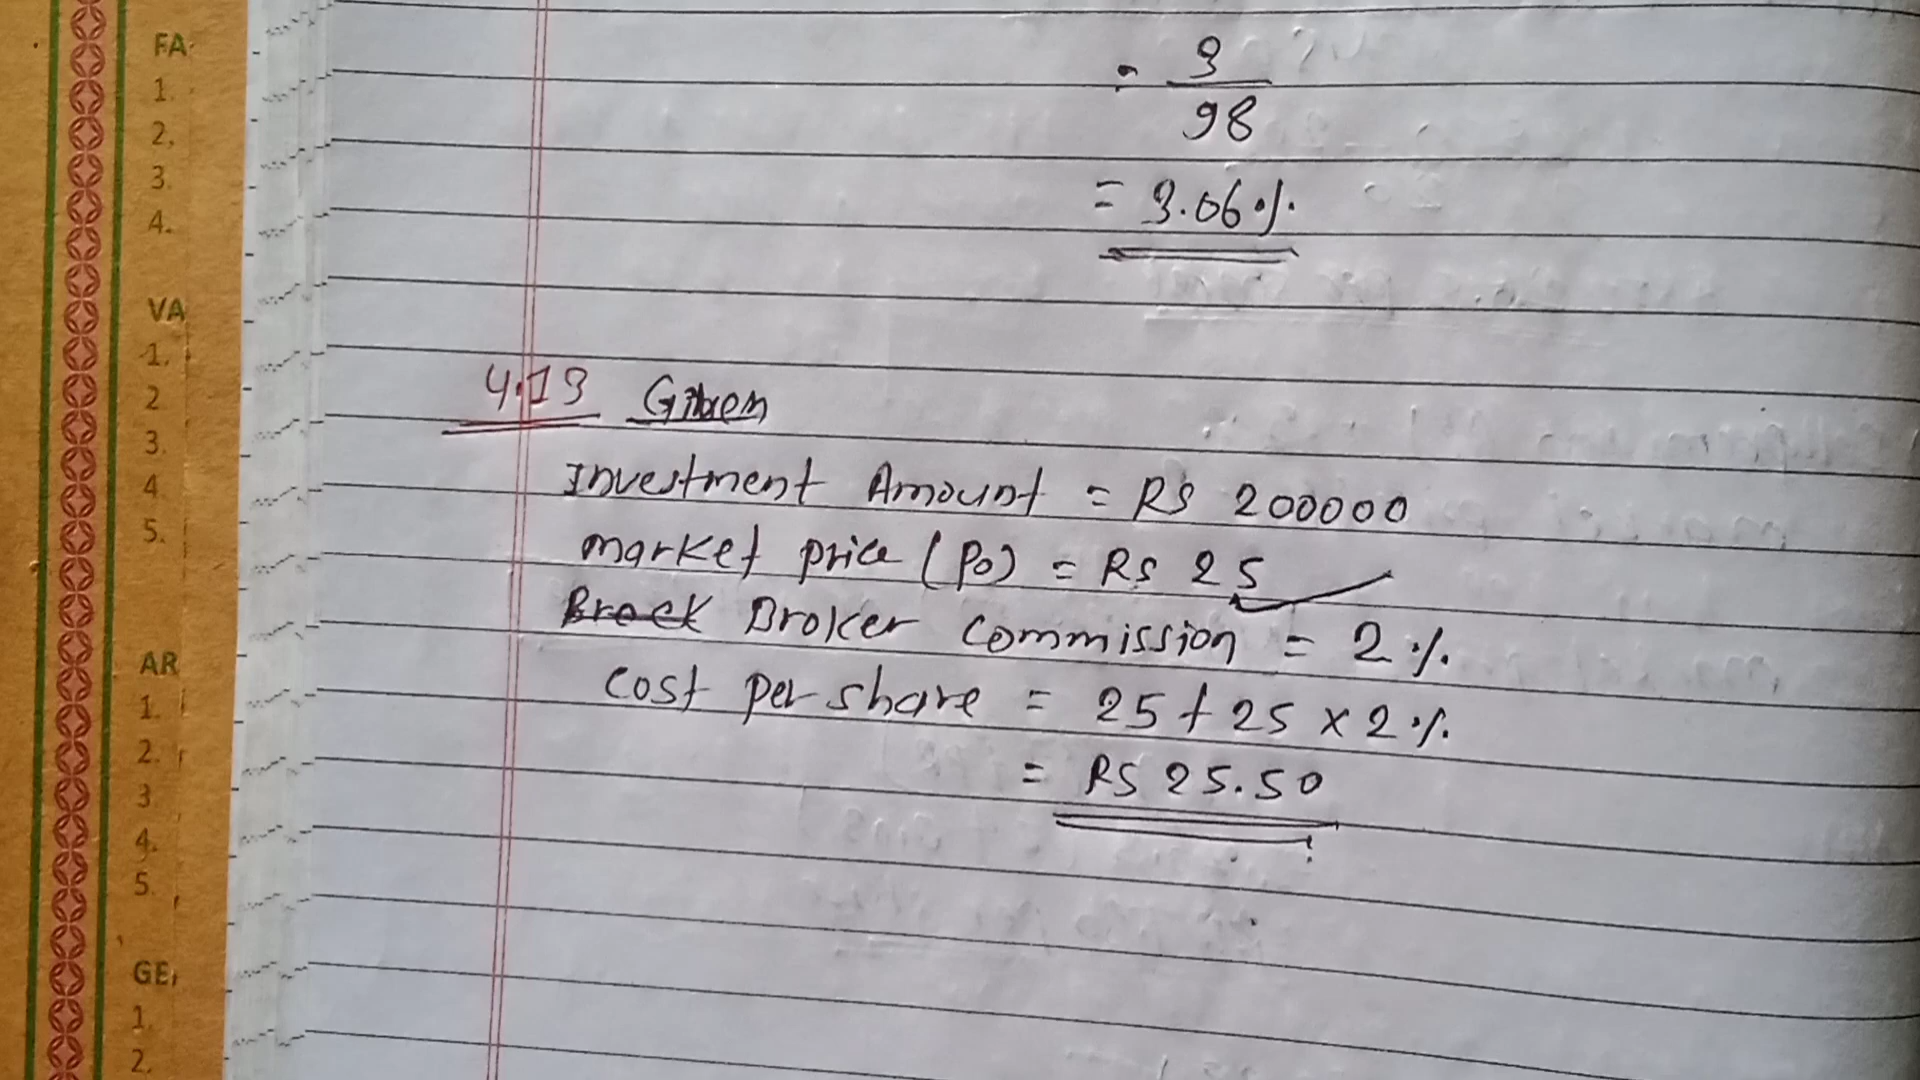 FA
1.
2,
3.
4.
VA
1.
2
3.
4
5.
AR
1.
2.
3
4.
5.
GE
1.
2.
= 3
98
= 3.06%
4.13 Given
Investment Amount = RS 200000
market price (P0) = RS 25
Brock Broker Commission = 2%
cost per share = 25 + 25 x 2%
= RS 25.50